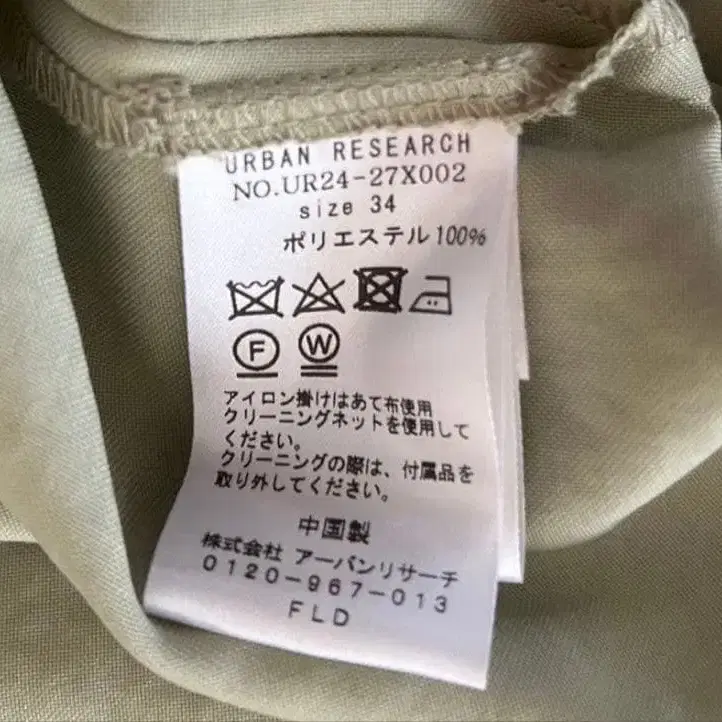 URBAN RESEARCH
NO.UR24-27X002
size 34
ポリエステル100%
F W
アイロン掛けはあて布使用
クリーニングネットを使用して
ください。
クリーニングの際は、付属品を
取り外してください。
中国製
株式会社 アーバンリサーチ
0120-967-013
FLD